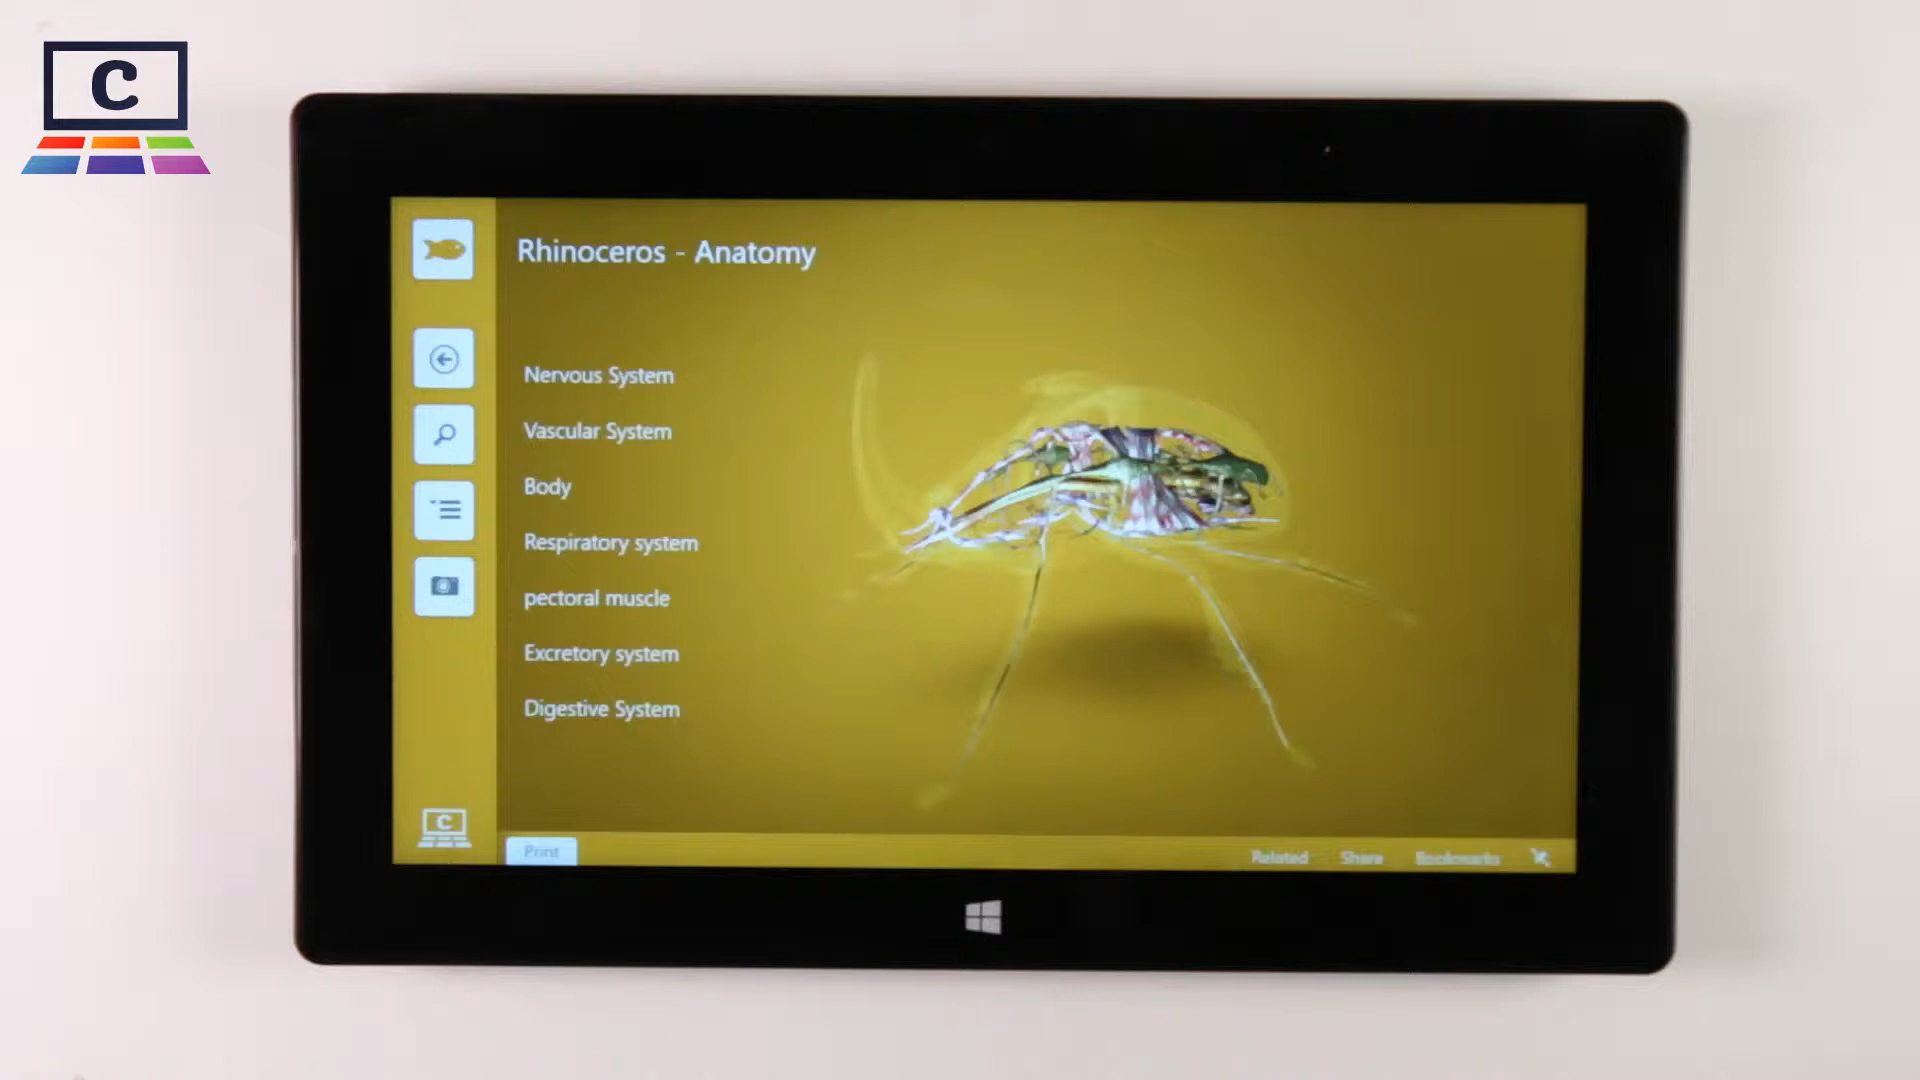 C
Rhinoceros - Anatomy
Nervous System
Vascular System
Body
Respiratory system
pectoral muscle
Excretory system
Digestive System
C
Print
Related
Share
Bookmarks